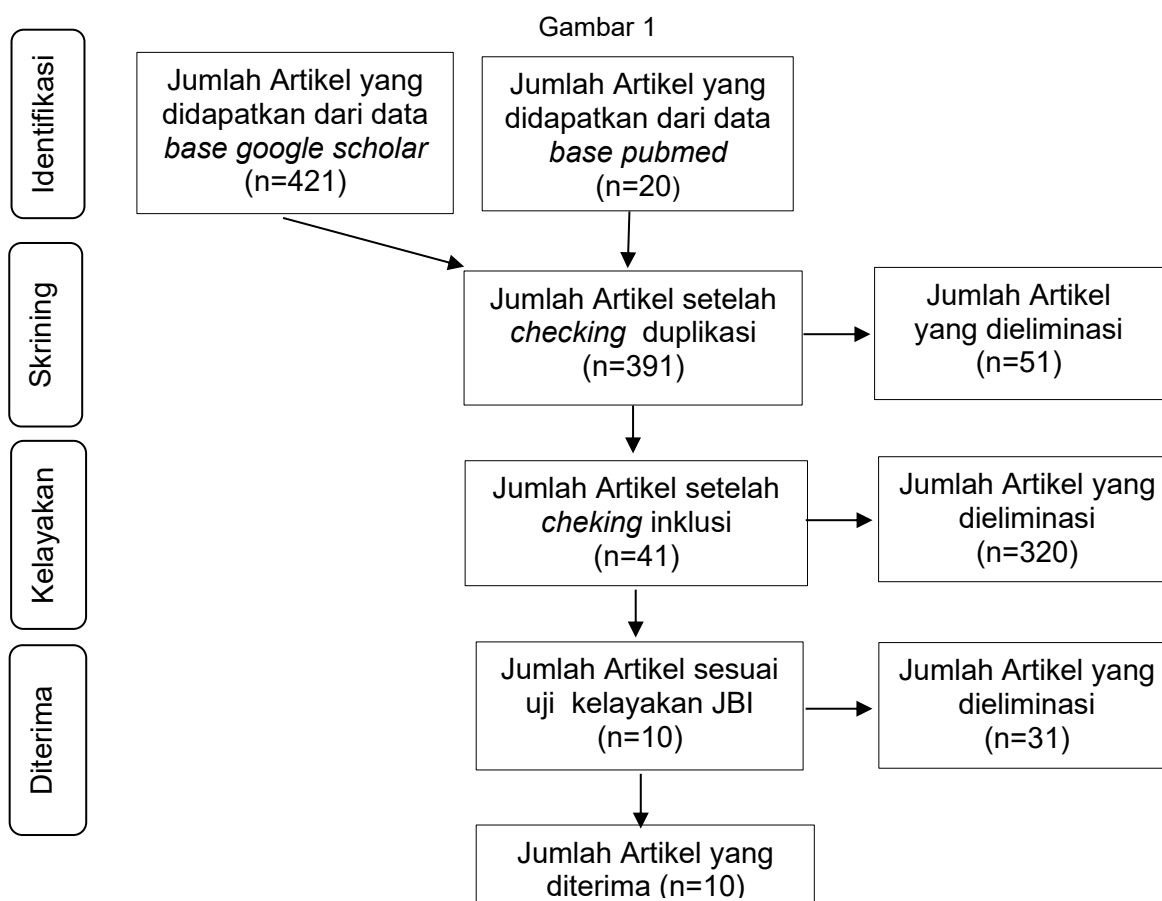 Gambar 1
Identifikasi
Jumlah Artikel yang
didapatkan dari data
base google scholar
(n=421)
Jumlah Artikel yang
didapatkan dari data
base pubmed
(n=20)
Skrining
Jumlah Artikel setelah
checking duplikasi
(n=391)
Jumlah Artikel
yang dieliminasi
(n=51)
Kelayakan
Jumlah Artikel setelah
cheking inklusi
(n=41)
Jumlah Artikel yang
dieliminasi
(n=320)
Diterima
Jumlah Artikel sesuai
uji kelayakan JBI
(n=10)
Jumlah Artikel yang
dieliminasi
(n=31)
Jumlah Artikel yang
diterima (n=10)